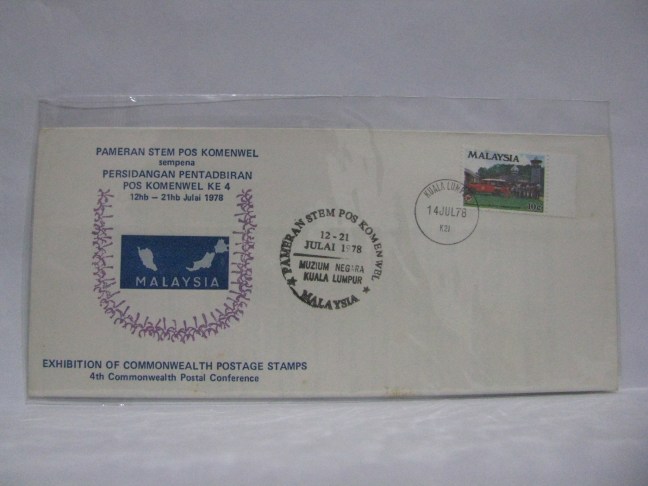 PAMERAN STEM POS KOMENWEL
sempena
PERSIDANGAN PENTADBIRAN
POS KOMENWEL KE 4
12hb – 21hb Julai 1978
MALAYSIA
EXHIBITION OF COMMONWEALTH POSTAGE STAMPS
4th Commonwealth Postal Conference
PAMERAN STEM POS KOMENWEL
12-21
JULAI 1978
MUZIUM NEGARA
KUALA LUMPUR
★ MALAYSIA ★
KUALA LUMPUR
14JUL78
MALAYSIA